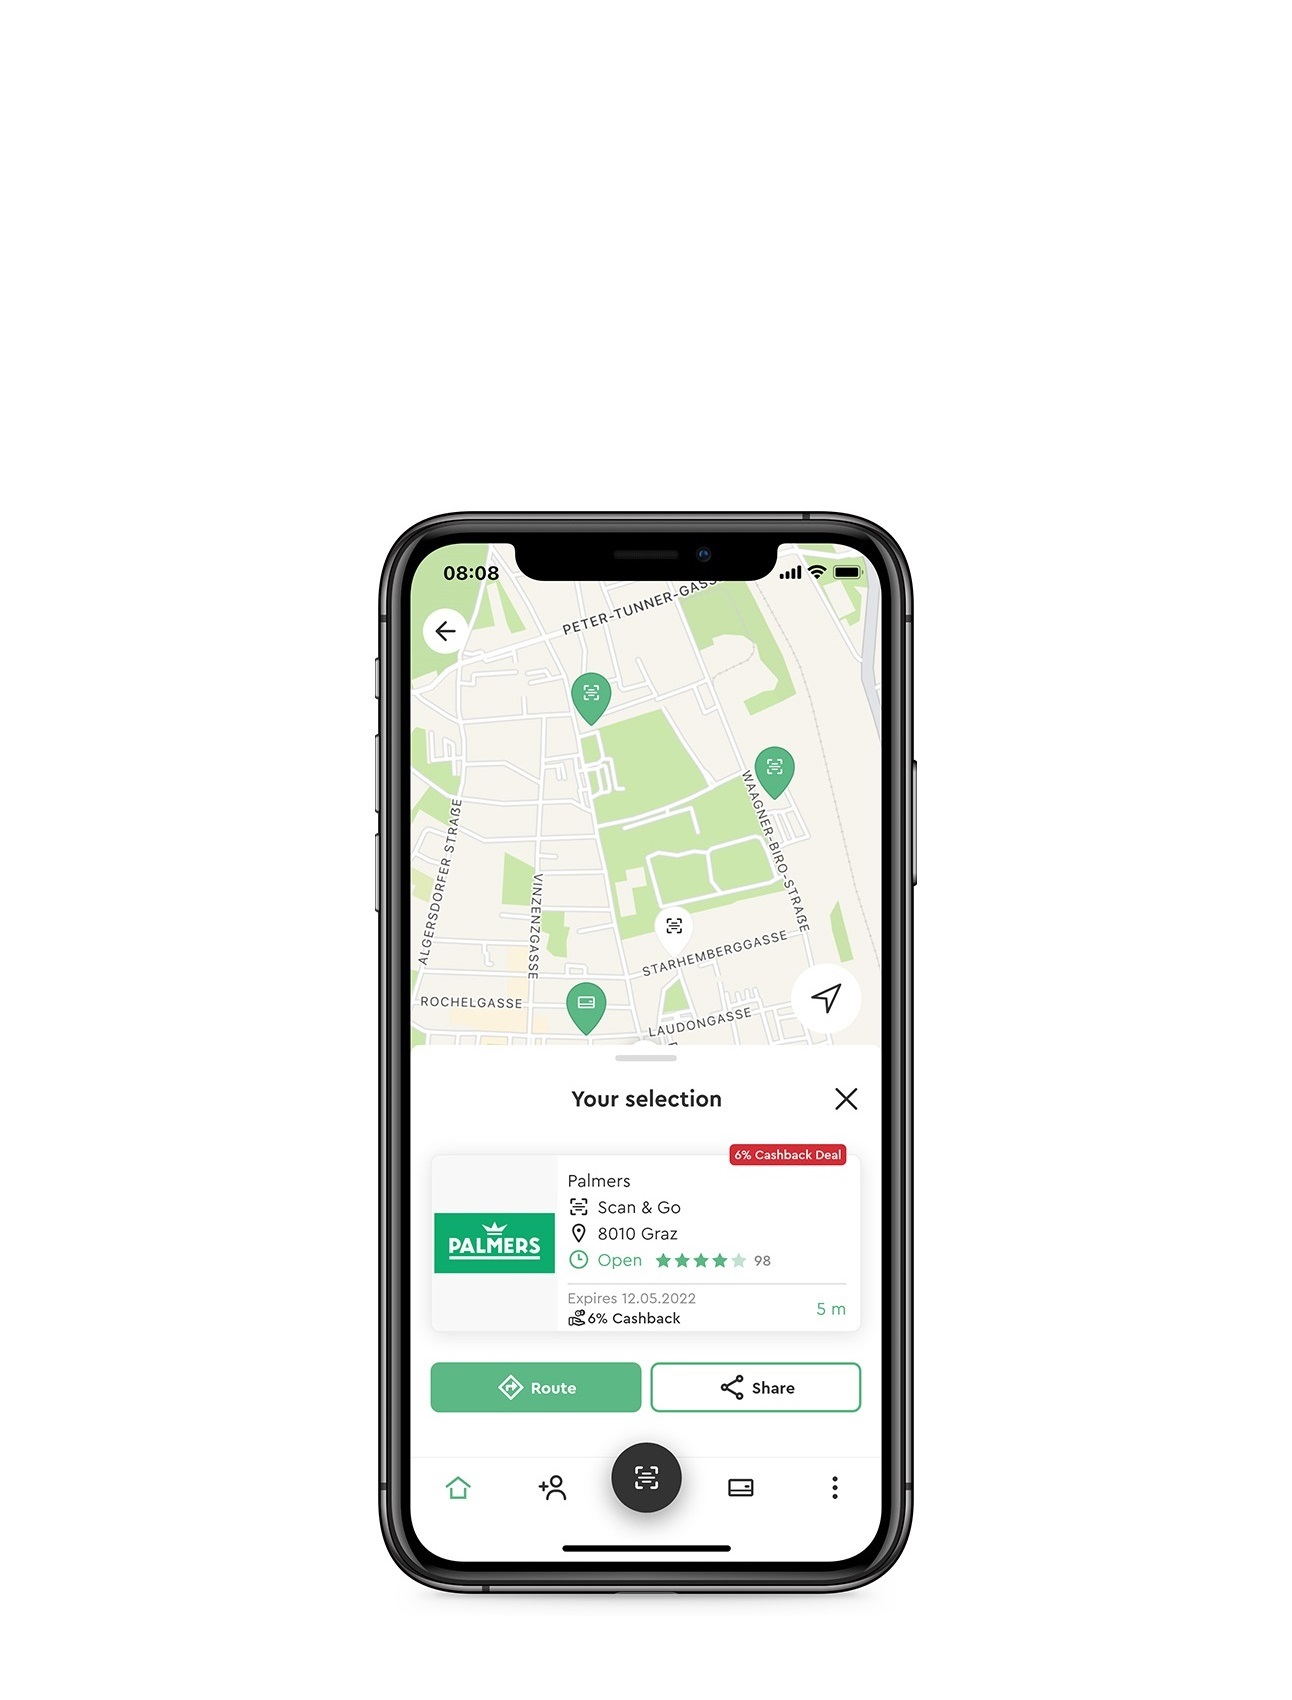 08:08
PETER-TUNNER-GASS
WAAGNER-BIRO-STRAßE
ALGERSDORFER STRAßE
VINZENZGASSE
STARHEMBERGGASSE
ROCHELGASSE
LAUDONGASSE
Your selection
6% Cashback Deal
Palmers
Scan & Go
PALMERS
8010 Graz
Open 98
Expires 12.05.2022
6% Cashback
5 m
Route
Share